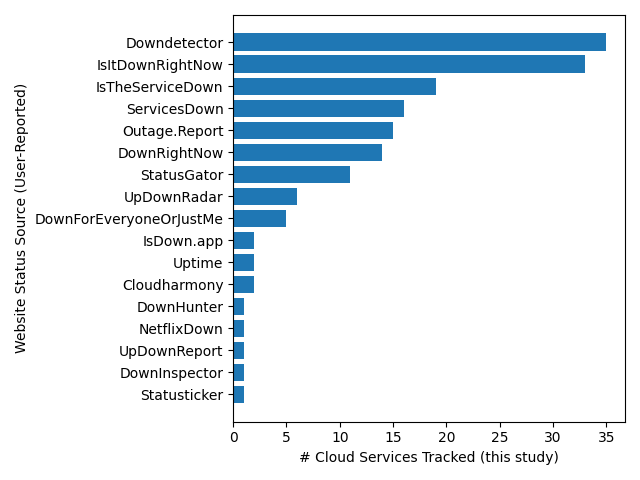 Website Status Source (User-Reported)
Downdetector
IsItDownRightNow
IsTheServiceDown
ServicesDown
Outage.Report
DownRightNow
StatusGator
UpDownRadar
DownForEveryoneOrJustMe
IsDown.app
Uptime
Cloudharmony
DownHunter
NetflixDown
UpDownReport
DownInspector
Statusticker
0 5 10 15 20 25 30 35
# Cloud Services Tracked (this study)